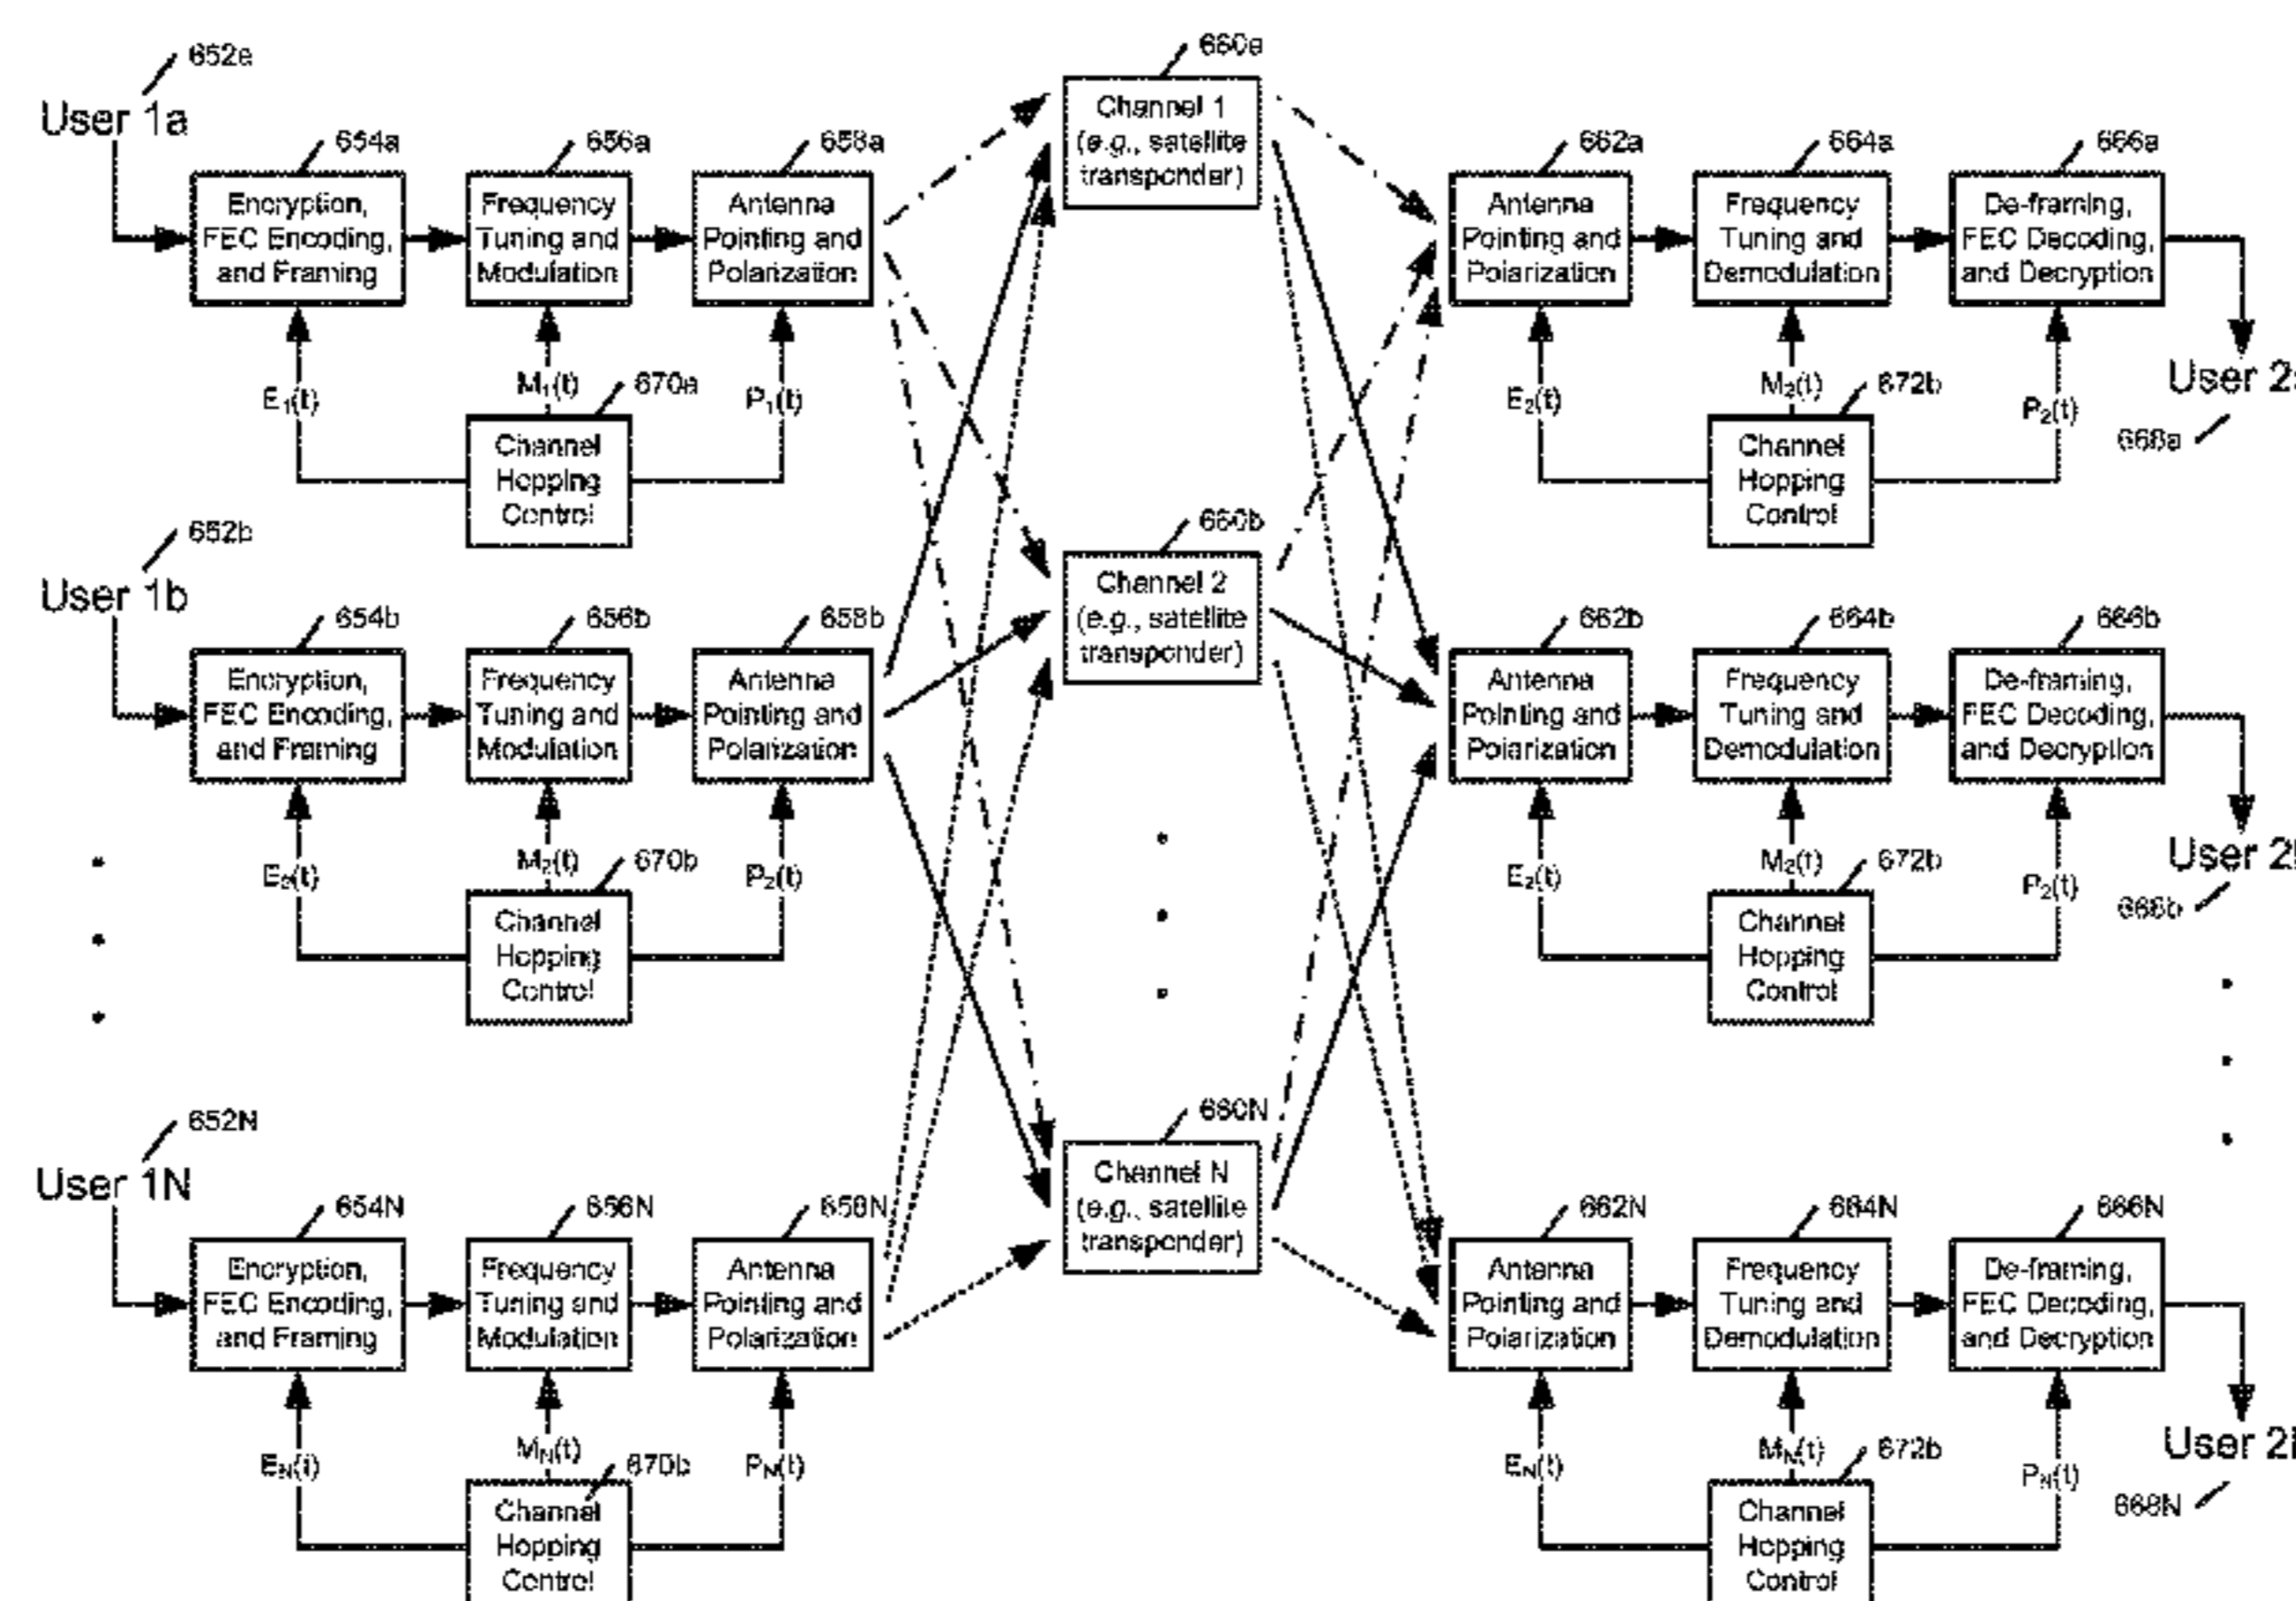 652a
User 1a
654a
Encryption,
FEC Encoding,
and Framing
656a
Frequency
Tuning and
Modulation
658a
Antenna
Pointing and
Polarization
E1(t)
M1(t)
P1(t)
670a
Channel
Hopping
Control
660a
Channel 1
(e.g., satellite
transponder)
662a
Antenna
Pointing and
Polarization
664a
Frequency
Tuning and
Demodulation
666a
De-framing,
FEC Decoding,
and Decryption
E2(t)
M2(t)
P2(t)
672b
Channel
Hopping
Control
User 2
668a
652b
User 1b
654b
Encryption,
FEC Encoding,
and Framing
656b
Frequency
Tuning and
Modulation
658b
Antenna
Pointing and
Polarization
E2(t)
M2(t)
P2(t)
670b
Channel
Hopping
Control
660b
Channel 2
(e.g., satellite
transponder)
662b
Antenna
Pointing and
Polarization
664b
Frequency
Tuning and
Demodulation
666b
De-framing,
FEC Decoding,
and Decryption
E2(t)
M2(t)
P2(t)
672b
Channel
Hopping
Control
User 2
666b
652N
User 1N
654N
Encryption,
FEC Encoding,
and Framing
656N
Frequency
Tuning and
Modulation
658N
Antenna
Pointing and
Polarization
EN(t)
MN(t)
PN(t)
670b
Channel
Hopping
Control
660N
Channel N
(e.g., satellite
transponder)
662N
Antenna
Pointing and
Polarization
664N
Frequency
Tuning and
Demodulation
666N
De-framing,
FEC Decoding,
and Decryption
EN(t)
MN(t)
PN(t)
672b
Channel
Hopping
Control
User 2
668N